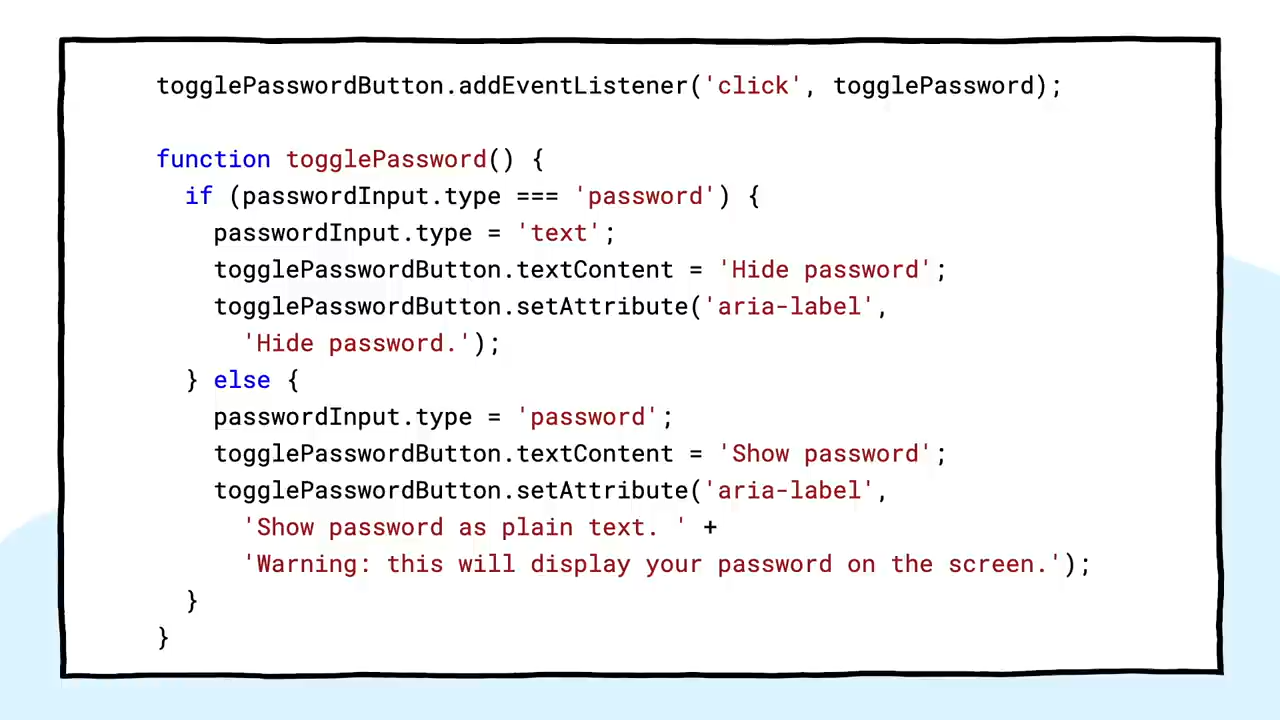 togglePasswordButton.addEventListener('click', togglePassword);
function togglePassword() {
if (passwordInput.type === 'password') {
passwordInput.type = 'text';
togglePasswordButton.textContent = 'Hide password';
togglePasswordButton.setAttribute('aria-label',
'Hide password.');
} else {
passwordInput.type = 'password';
togglePasswordButton.textContent = 'Show password';
togglePasswordButton.setAttribute('aria-label',
'Show password as plain text. ' +
'Warning: this will display your password on the screen.');
}
}